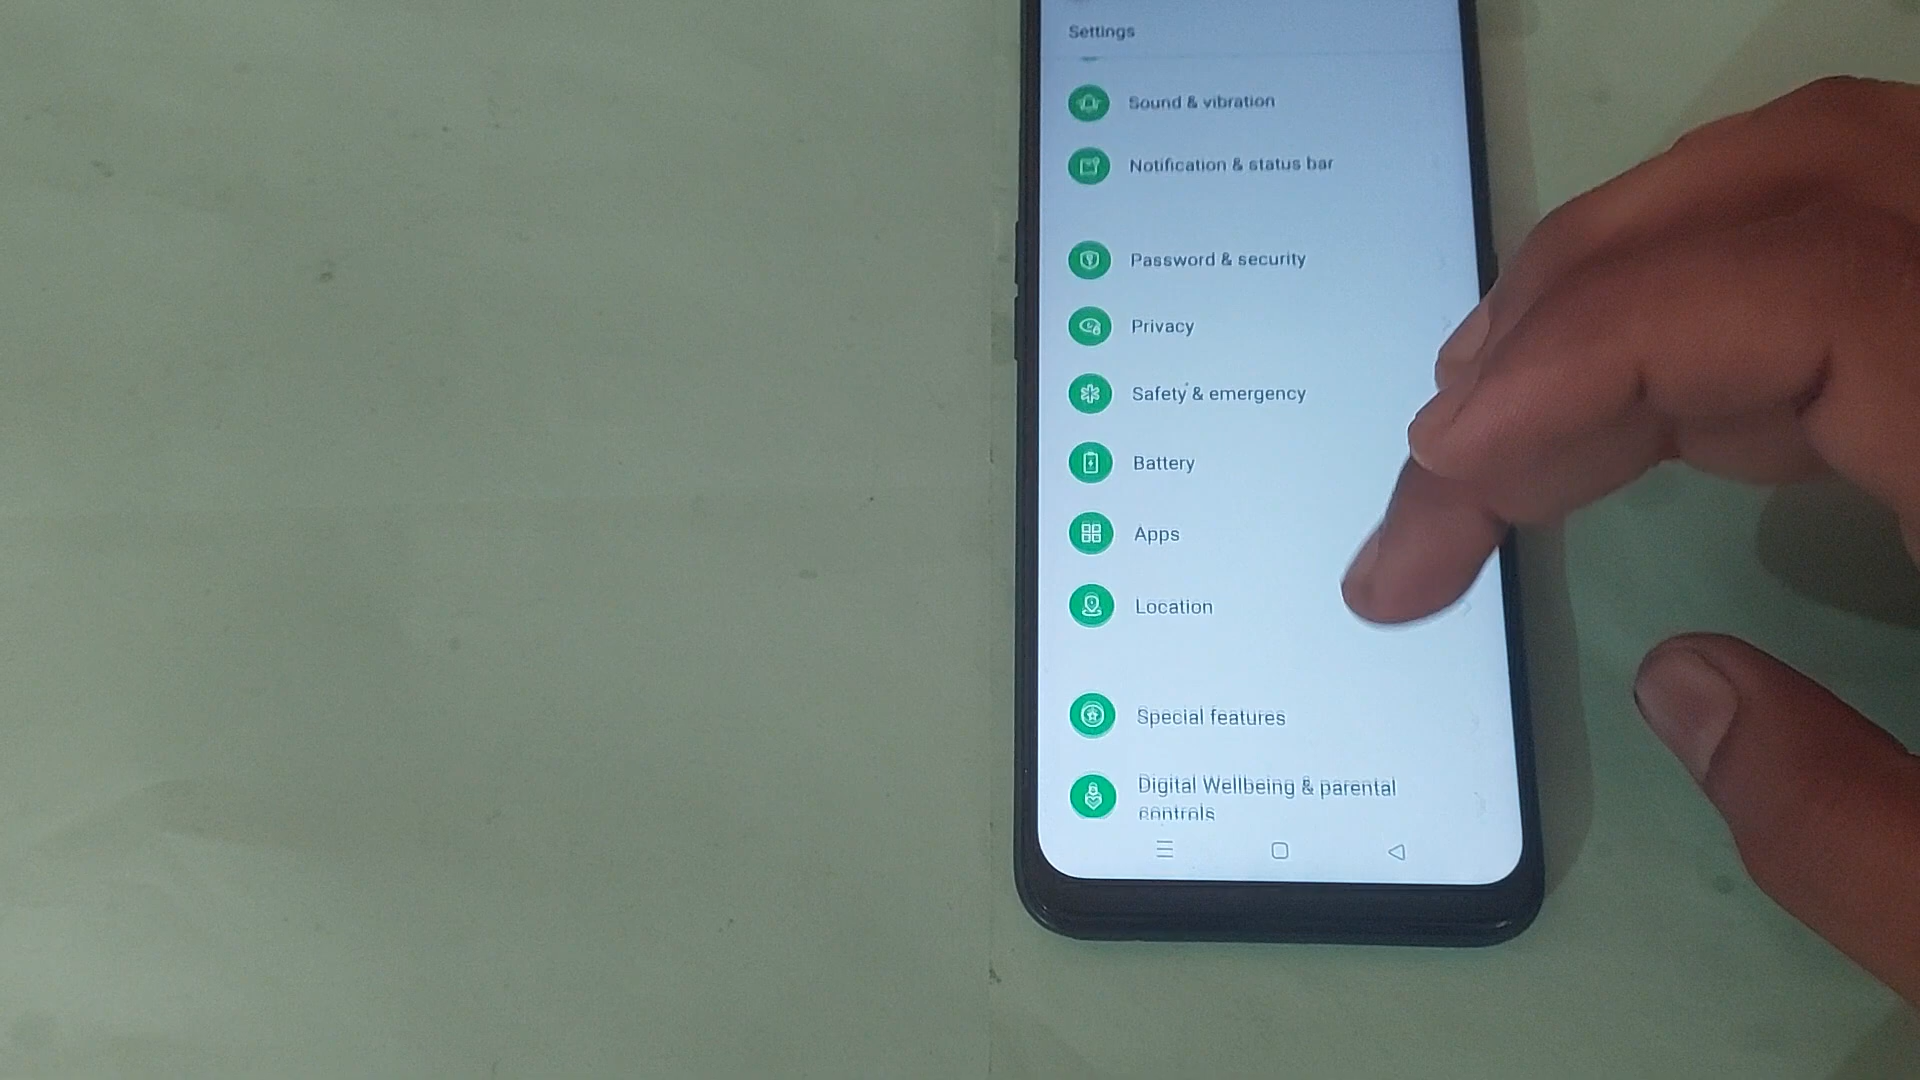 Settings
Sound & vibration
Notification & status bar
Password & security
Privacy
Safety & emergency
Battery
Apps
Location
Special features
Digital Wellbeing & parental
controls